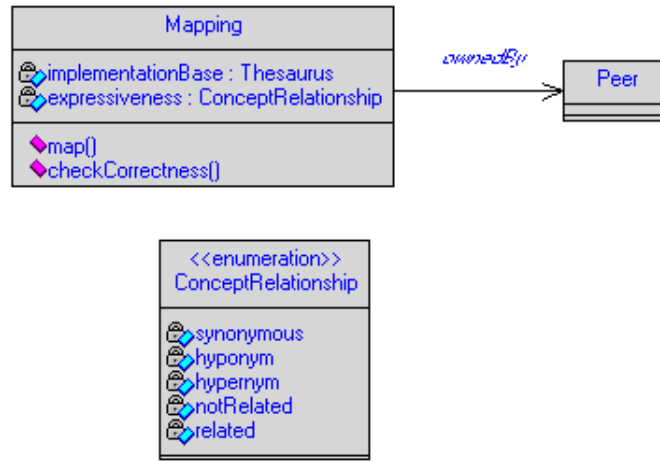 Mapping
implementationBase : Thesaurus
expressiveness : ConceptRelationship
map()
checkCorrectness()
ownedBy
Peer
<<enumeration>>
ConceptRelationship
synonymous
hyponym
hypernym
notRelated
related